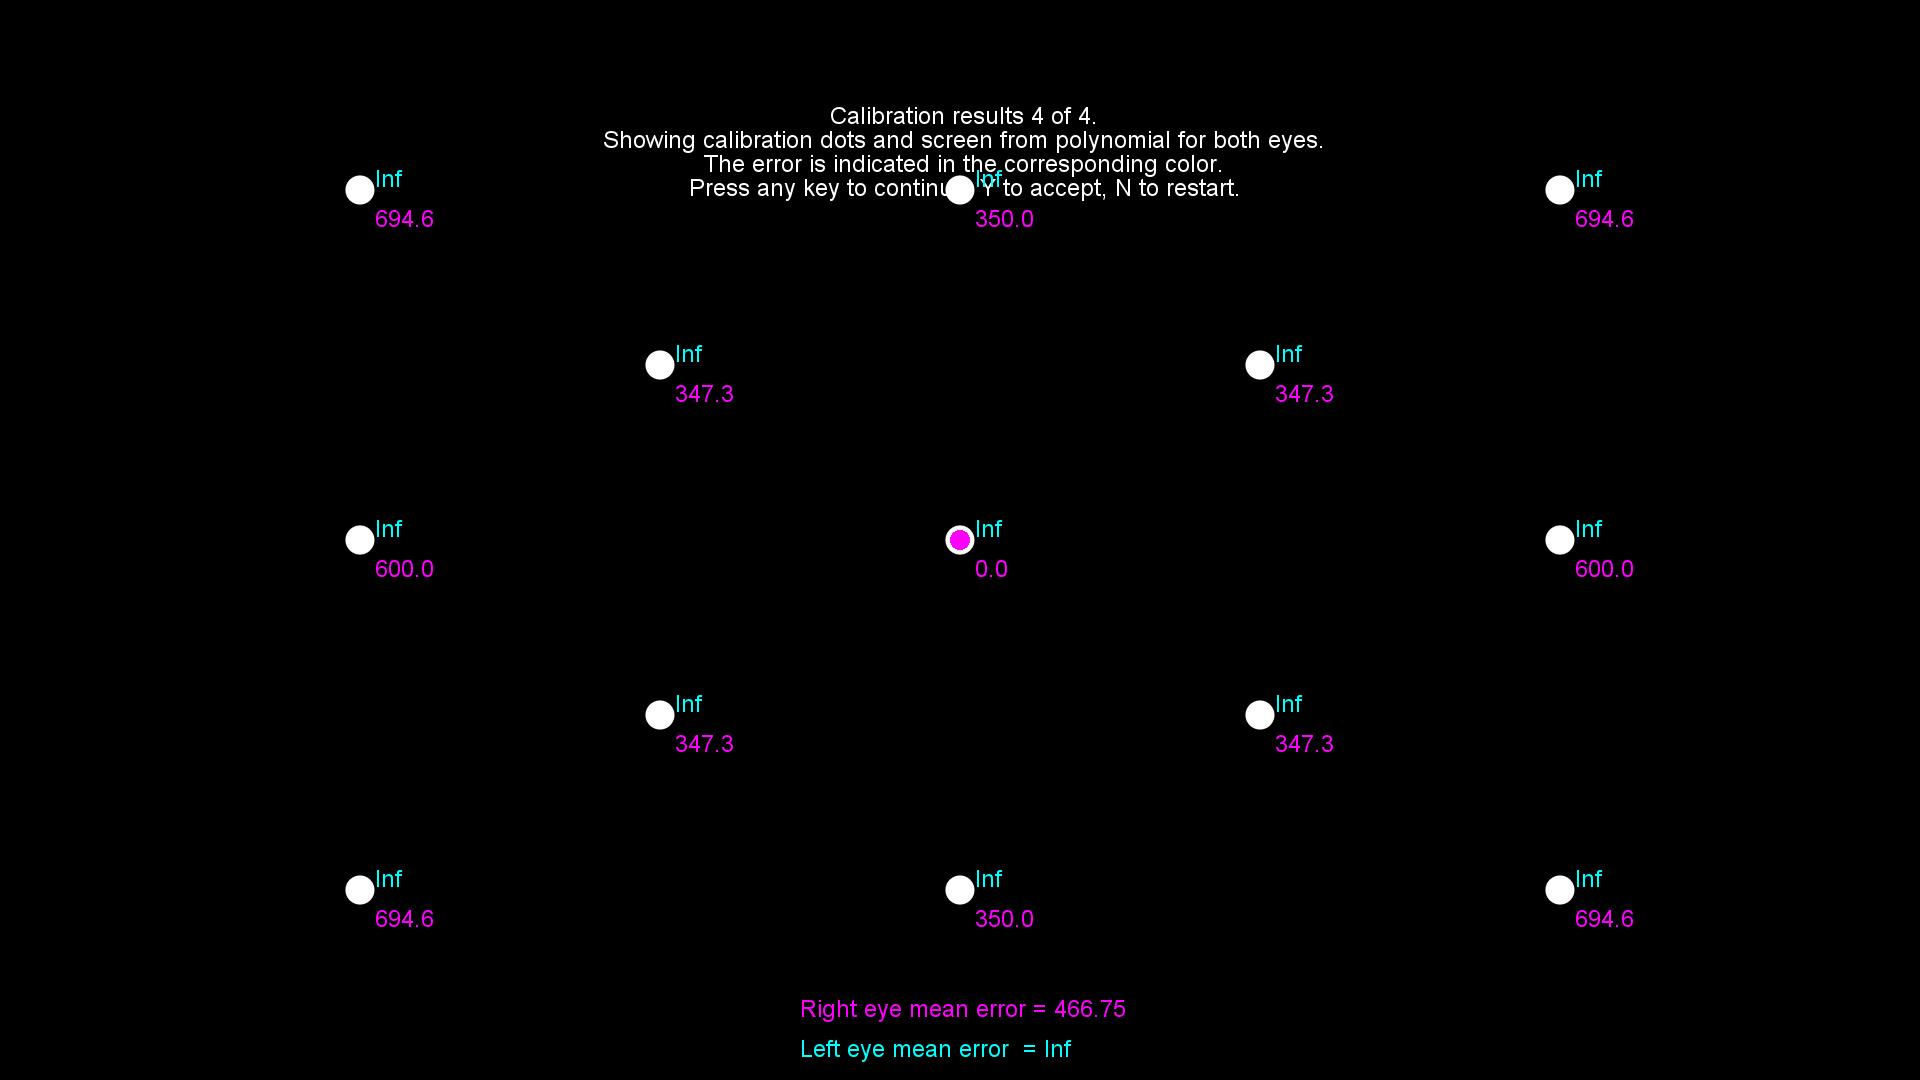 Calibration results 4 of 4.
Showing calibration dots and screen from polynomial for both eyes.
The error is indicated in the corresponding color.
Inf
Inf
Inf
Press any key to continu Y to accept, N to restart.
694.6
350.0
694.6
Inf
Inf
347.3
347.3
Inf
Inf
Inf
600.0
0.0
600.0
Inf
Inf
347.3
347.3
Inf
Inf
Inf
694.6
350.0
694.6
Right eye mean error = 466.75
Left eye mean error = Inf